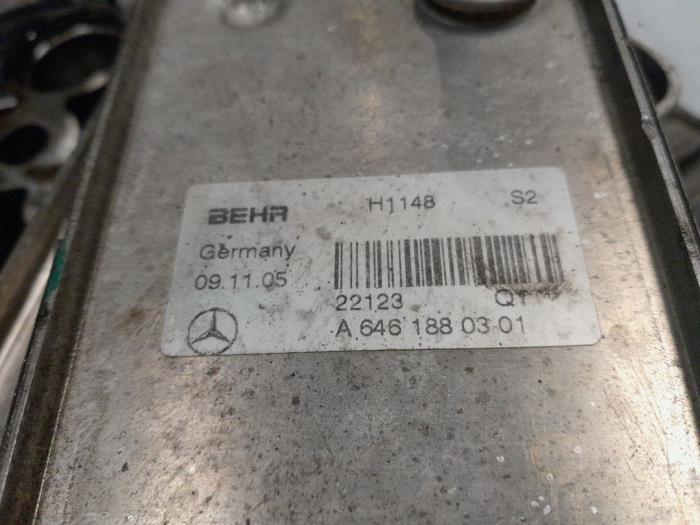 BEHR H1148 S2
Germany
09.11.05
22123
A 646 188 03 01